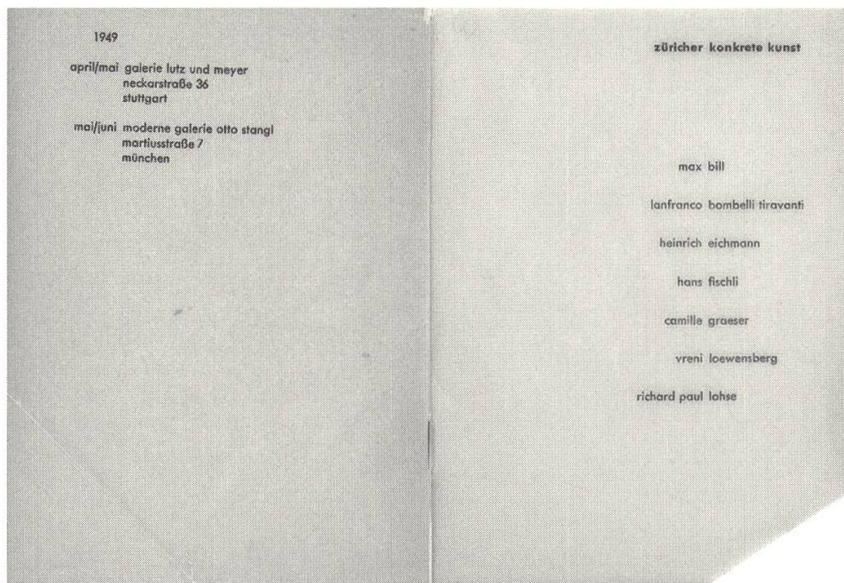 1949
april/mai galerie lutz und meyer
neckarstraße 36
stuttgart
mai/juni moderne galerie otto stangl
martiusstraße 7
münchen
züricher konkrete kunst
max bill
lanfranco bombelli tiravanti
heinrich eichmann
hans fischli
camille graeser
vreni loewensberg
richard paul lohse